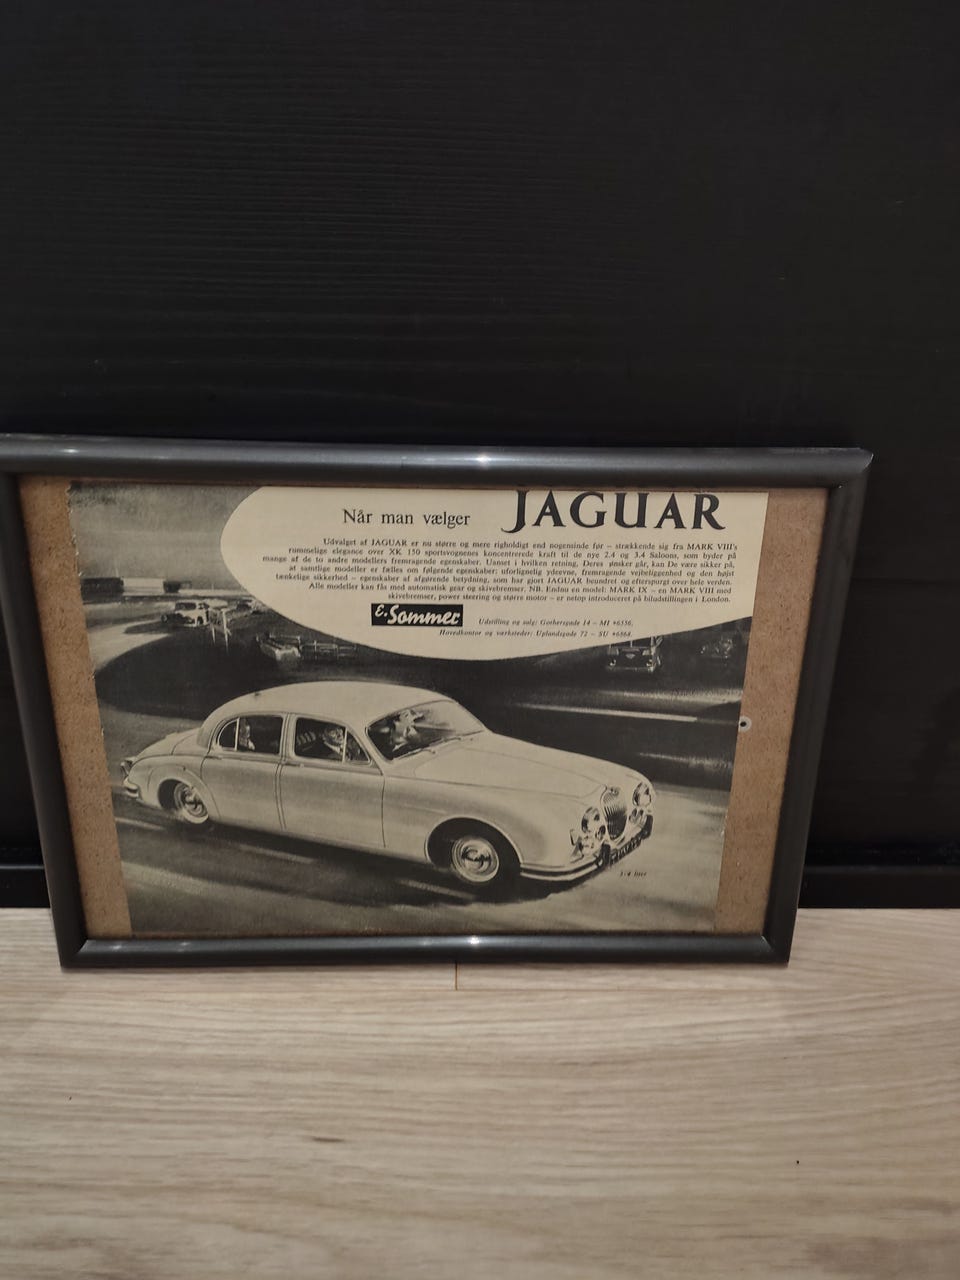 Når man vælger JAGUAR
Udvalget af JAGUAR er nu større og mere righoldigt end nogensinde før – strækkende sig fra MARK VIII's
rummelige elegance over XK 150 sportsvognenes koncentrerede kraft til de nye 2.4 og 3.4 Saloons, som byder på
mange af de to andre modellers fremragende egenskaber. Uanset i hvilken retning, Deres ønsker går, kan De være sikker på,
at samtlige modeller er fælles om følgende egenskaber: uforlignelig ydeevne, fremragende vejbeliggenhed og den højst
tænkelige sikkerhed – egenskaber af afgørende betydning, som har gjort JAGUAR beundret og efterspurgt over hele verden.
Alle modeller kan fås med automatisk gear og skivebremser. NB. Endnu en model: MARK IX – en MARK VIII med
skivebremser, power steering og større motor – er netop introduceret på biludstillingen i London.
E. Sommer
Udstilling og salg: Gothersgade 14 – MI *6556.
Hovedkontor og værksteder: Uplandsgade 72 – SU *6864.
3·4 liter